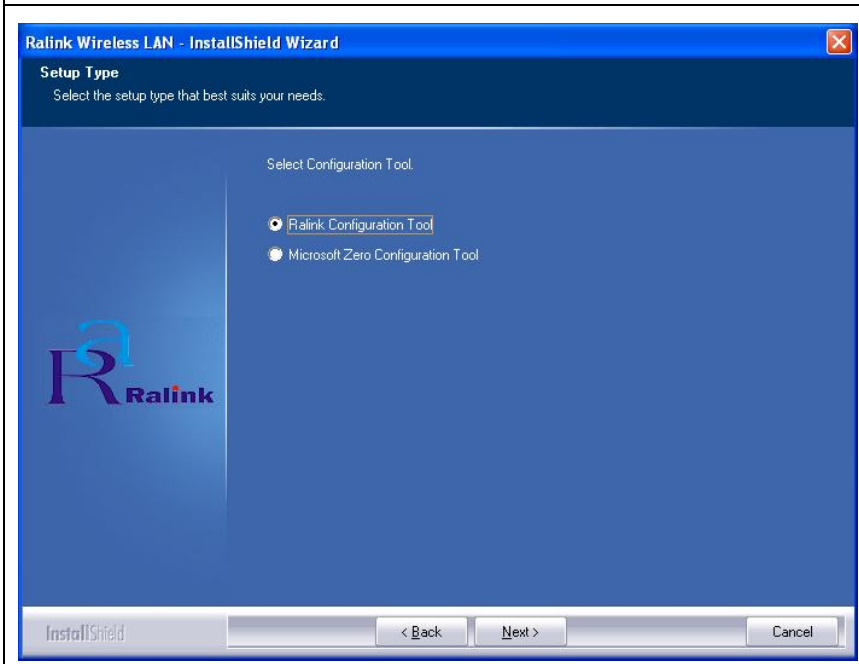 Ralink Wireless LAN - InstallShield Wizard
Setup Type
Select the setup type that best suits your needs.
Select Configuration Tool.
Ralink Configuration Tool
Microsoft Zero Configuration Tool
Ra
Ralink
InstallShield
< Back
Next >
Cancel